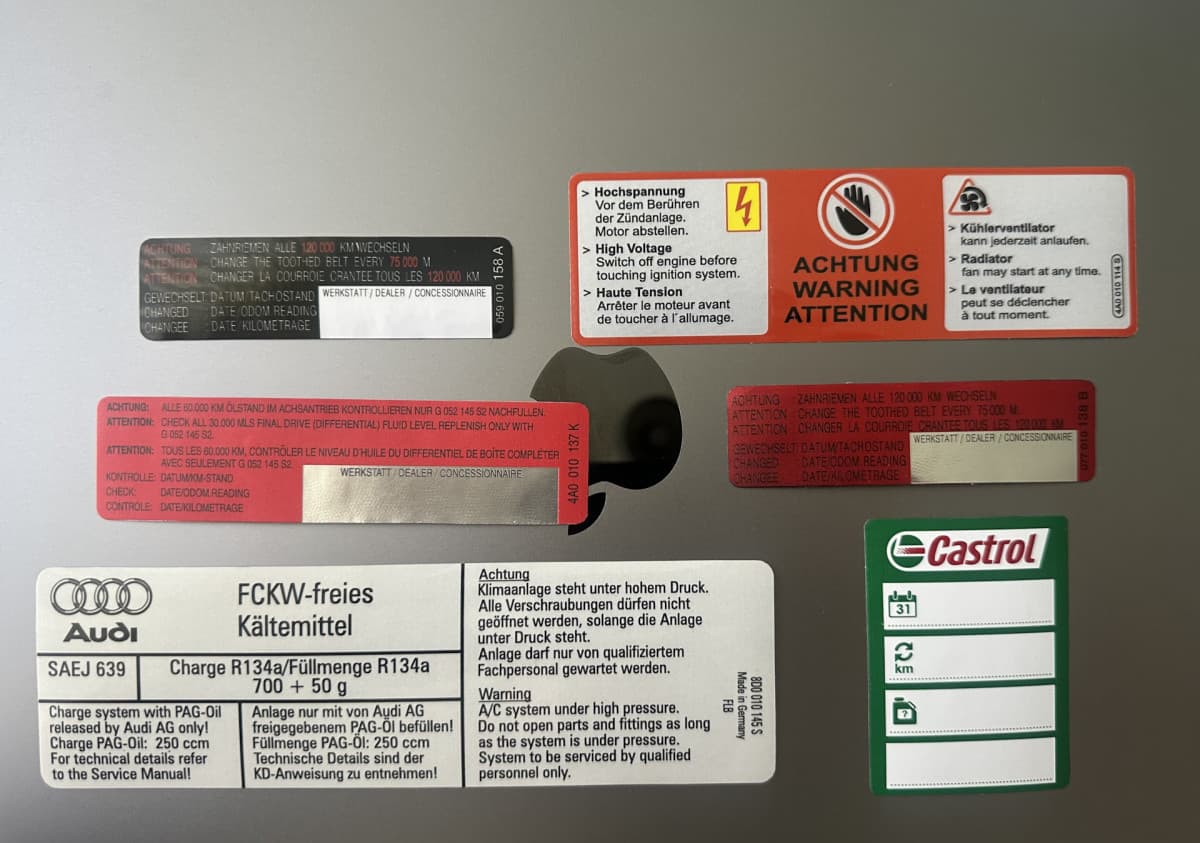 ACHTUNG : ZAHNRIEMEN ALLE 120 000 KM WECHSELN
ATTENTION : CHANGE THE TOOTHED BELT EVERY 75 000 M
ATTENTION : CHANGER LA COURROIE CRANTEE TOUS LES 120 000 KM
GEWECHSELT: DATUM/TACHOSTAND
CHANGED : DATE/ODOM READING
CHANGEE : DATE KILOMETRAGE
WERKSTATT / DEALER / CONCESSIONNAIRE
059 010 158 A
> Hochspannung
Vor dem Berühren
der Zündanlage.
Motor abstellen.
> High Voltage
Switch off engine before
touching ignition system.
> Haute Tension
Arrêter le moteur avant
de toucher à l'allumage.
ACHTUNG
WARNING
ATTENTION
> Kühlerventilator
kann jederzeit anlaufen.
> Radiator
fan may start at any time.
> Le ventilateur
peut se déclencher
à tout moment.
4A0 010 114 S
ACHTUNG: ALLE 60.000 KM ÖLSTAND IM ACHSANTRIEB KONTROLLIEREN NUR G 052 145 S2 NACHFÜLLEN.
ATTENTION: CHECK ALL 30.000 MLS FINAL DRIVE (DIFFERENTIAL) FLUID LEVEL REPLENISH ONLY WITH
G 052 145 S2.
ATTENTION: TOUS LES 60.000 KM, CONTRÔLER LE NIVEAU D'HUILE DU DIFFERENTIEL DE BOÎTE COMPLÉTER
AVEC SEULEMENT G 052 145 S2.
KONTROLLE: DATUM/KM-STAND
CHECK: DATE/ODOM.READING
CONTROLE: DATE/KILOMETRAGE
WERKSTATT / DEALER / CONCESSIONNAIRE
4A0 010 137 K
ACHTUNG : ZAHNRIEMEN ALLE 120 000 KM WECHSELN
ATTENTION : CHANGE THE TOOTHED BELT EVERY 75 000 M.
ATTENTION : CHANGER LA COURROIE CRANTEE TOUS LES 120 000 KM
GEWECHSELT: DATUM/TACHOSTAND
CHANGED : DATE/ODOM READING
CHANGEE : DATE/KILOMETRAGE
WERKSTATT / DEALER / CONCESSIONNAIRE
077 010 138 B
Audi
FCKW-freies
Kältemittel
SAEJ 639
Charge R134a/Füllmenge R134a
700 + 50 g
Charge system with PAG-Oil
released by Audi AG only!
Charge PAG-Oil: 250 ccm
For technical details refer
to the Service Manual!
Anlage nur mit von Audi AG
freigegebenem PAG-Öl befüllen!
Füllmenge PAG-Öl: 250 ccm
Technische Details sind der
KD-Anweisung zu entnehmen!
Achtung
Klimaanlage steht unter hohem Druck.
Alle Verschraubungen dürfen nicht
geöffnet werden, solange die Anlage
unter Druck steht.
Anlage darf nur von qualifiziertem
Fachpersonal gewartet werden.
Warning
A/C system under high pressure.
Do not open parts and fittings as long
as the system is under pressure.
System to be serviced by qualified
personnel only.
8D0 010 145 S
Made in Germany
FLB
Castrol
31
km
?